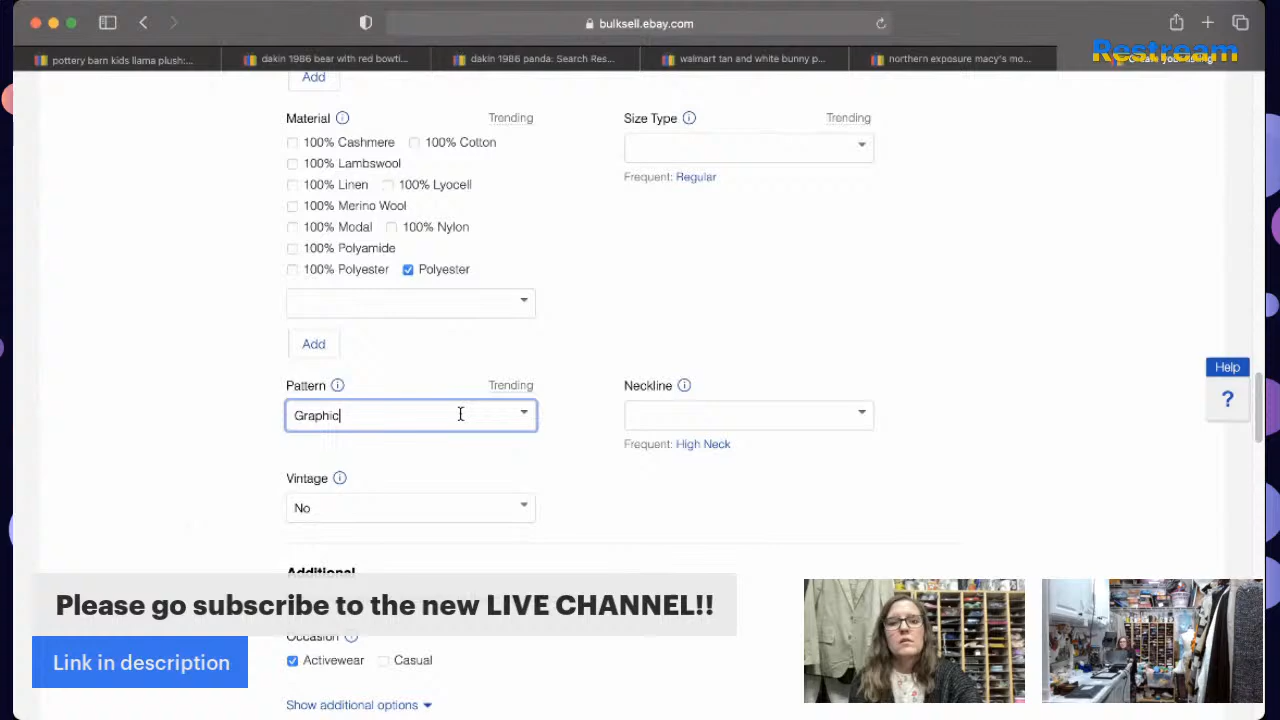 bulksell.ebay.com
pottery barn kids llama plush:...
dakin 1986 bear with red bowti...
dakin 1986 panda: Search Res...
walmart tan and white bunny p...
northern exposure macy's mo...
Restream
Add
Material Trending
Size Type Trending
100% Cashmere 100% Cotton
100% Lambswool
100% Linen 100% Lyocell
Frequent: Regular
100% Merino Wool
100% Modal 100% Nylon
100% Polyamide
100% Polyester Polyester
Add
Help
?
Pattern Trending
Neckline
Graphic
Frequent: High Neck
Vintage
No
Additional
Please go subscribe to the new LIVE CHANNEL!!
Occasion
Link in description
Activewear Casual
Show additional options